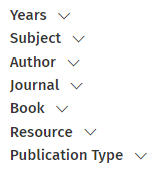 Years
Subject
Author
Journal
Book
Resource
Publication Type